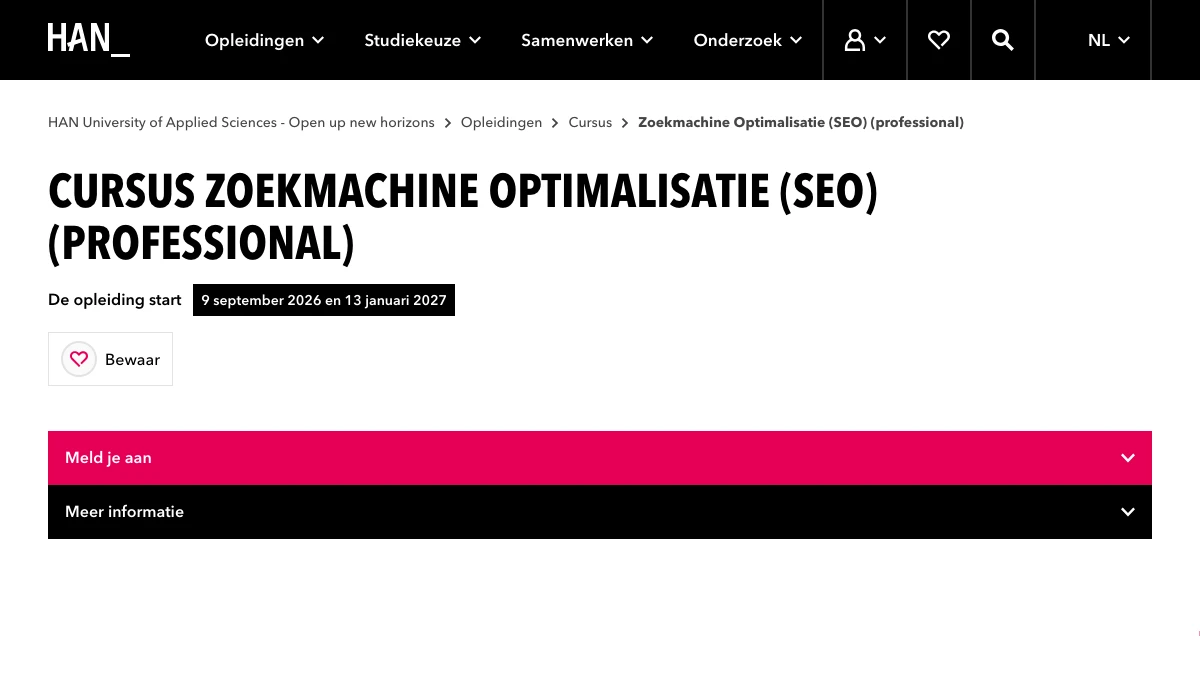 HAN_
Opleidingen
Studiekeuze
Samenwerken
Onderzoek
NL
HAN University of Applied Sciences - Open up new horizons > Opleidingen > Cursus > Zoekmachine Optimalisatie (SEO) (professional)
CURSUS ZOEKMACHINE OPTIMALISATIE (SEO)
(PROFESSIONAL)
De opleiding start 9 september 2026 en 13 januari 2027
Bewaar
Meld je aan
Meer informatie